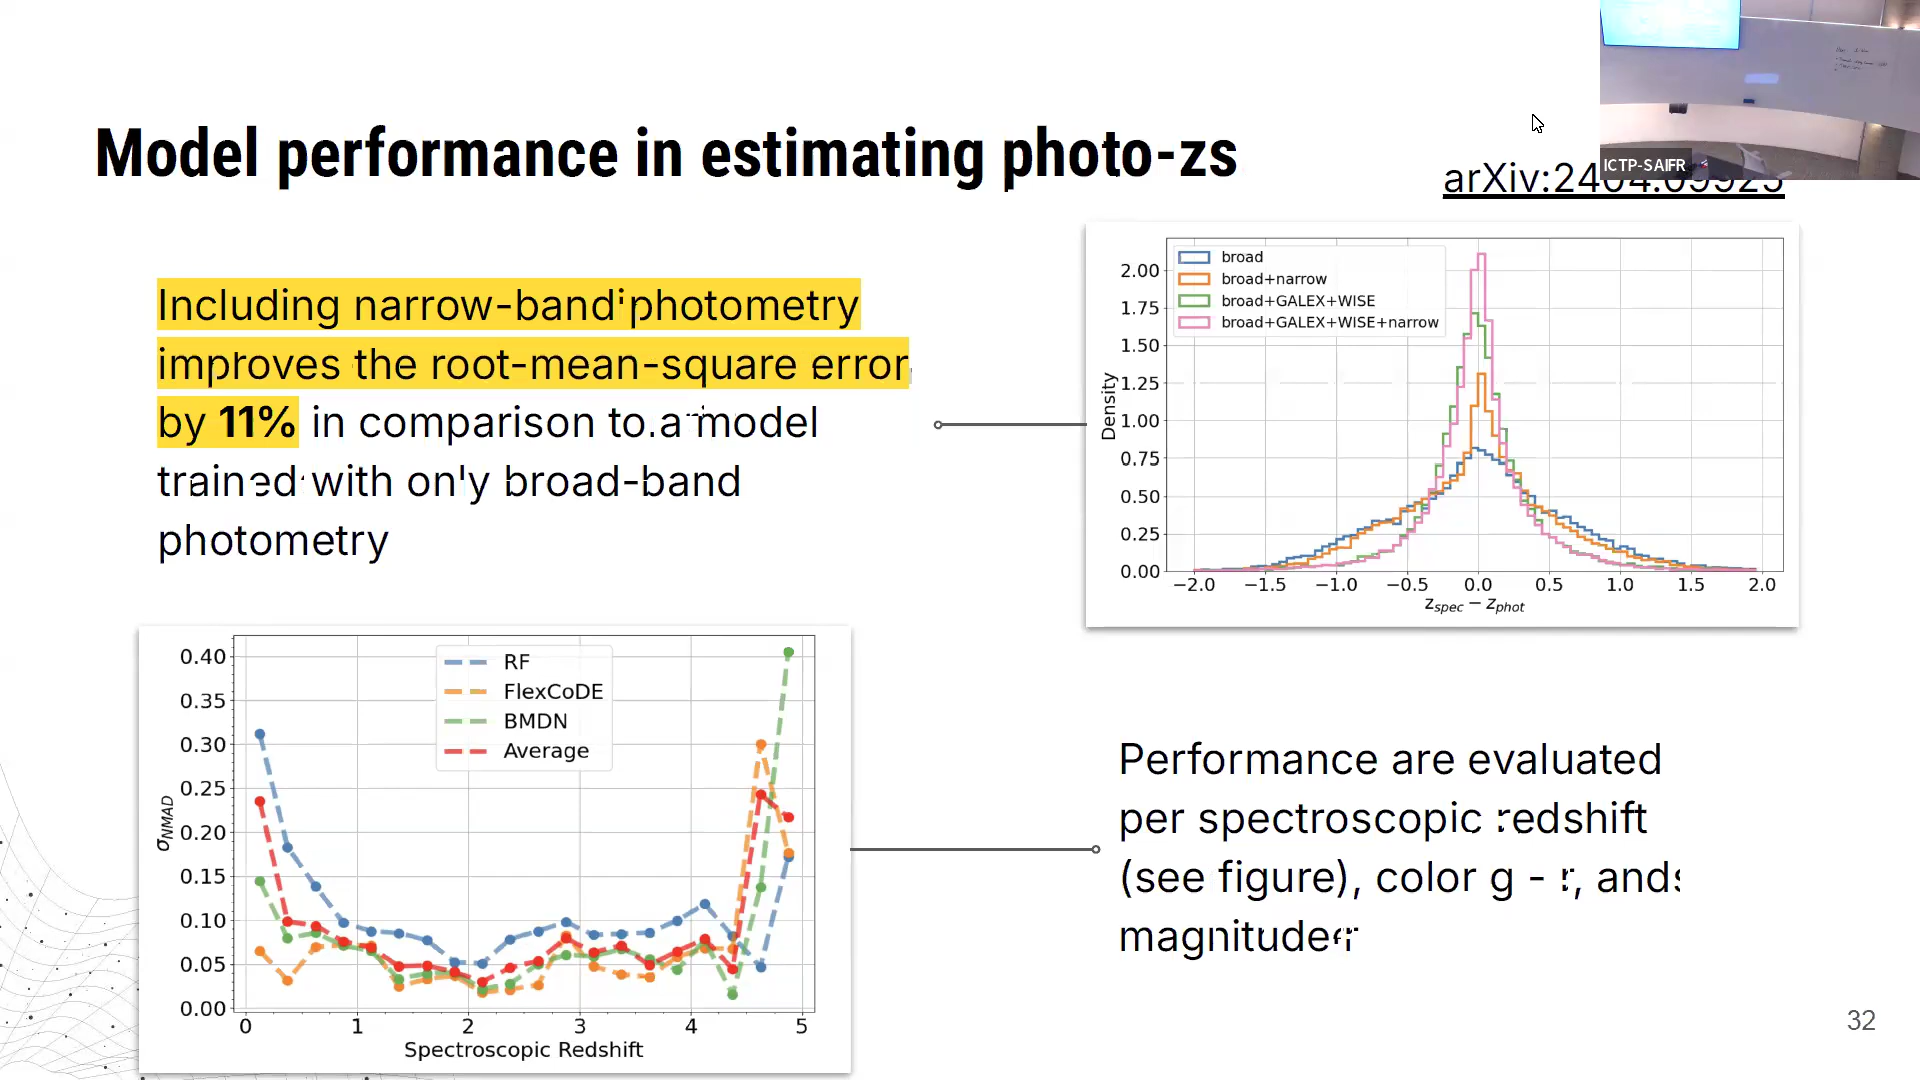 ICTP-SAIFR
Model performance in estimating photo-zs
Including narrow-band photometry
improves the root-mean-square error
by 11% in comparison to a model
trained with only broad-band
photometry
broad
broad+narrow
broad+GALEX+WISE
broad+GALEX+WISE+narrow
2.00
1.75
1.50
1.25
1.00
0.75
0.50
0.25
0.00
Density
−2.0 −1.5 −1.0 −0.5 0.0 0.5 1.0 1.5 2.0
z_spec − z_phot
RF
FlexCoDE
BMDN
Average
0.40
0.35
0.30
0.25
0.20
0.15
0.10
0.05
0.00
σ_NMAD
0 1 2 3 4 5
Spectroscopic Redshift
Performance are evaluated
per spectroscopic redshift
(see figure), color g - r, and
magnitude r
32